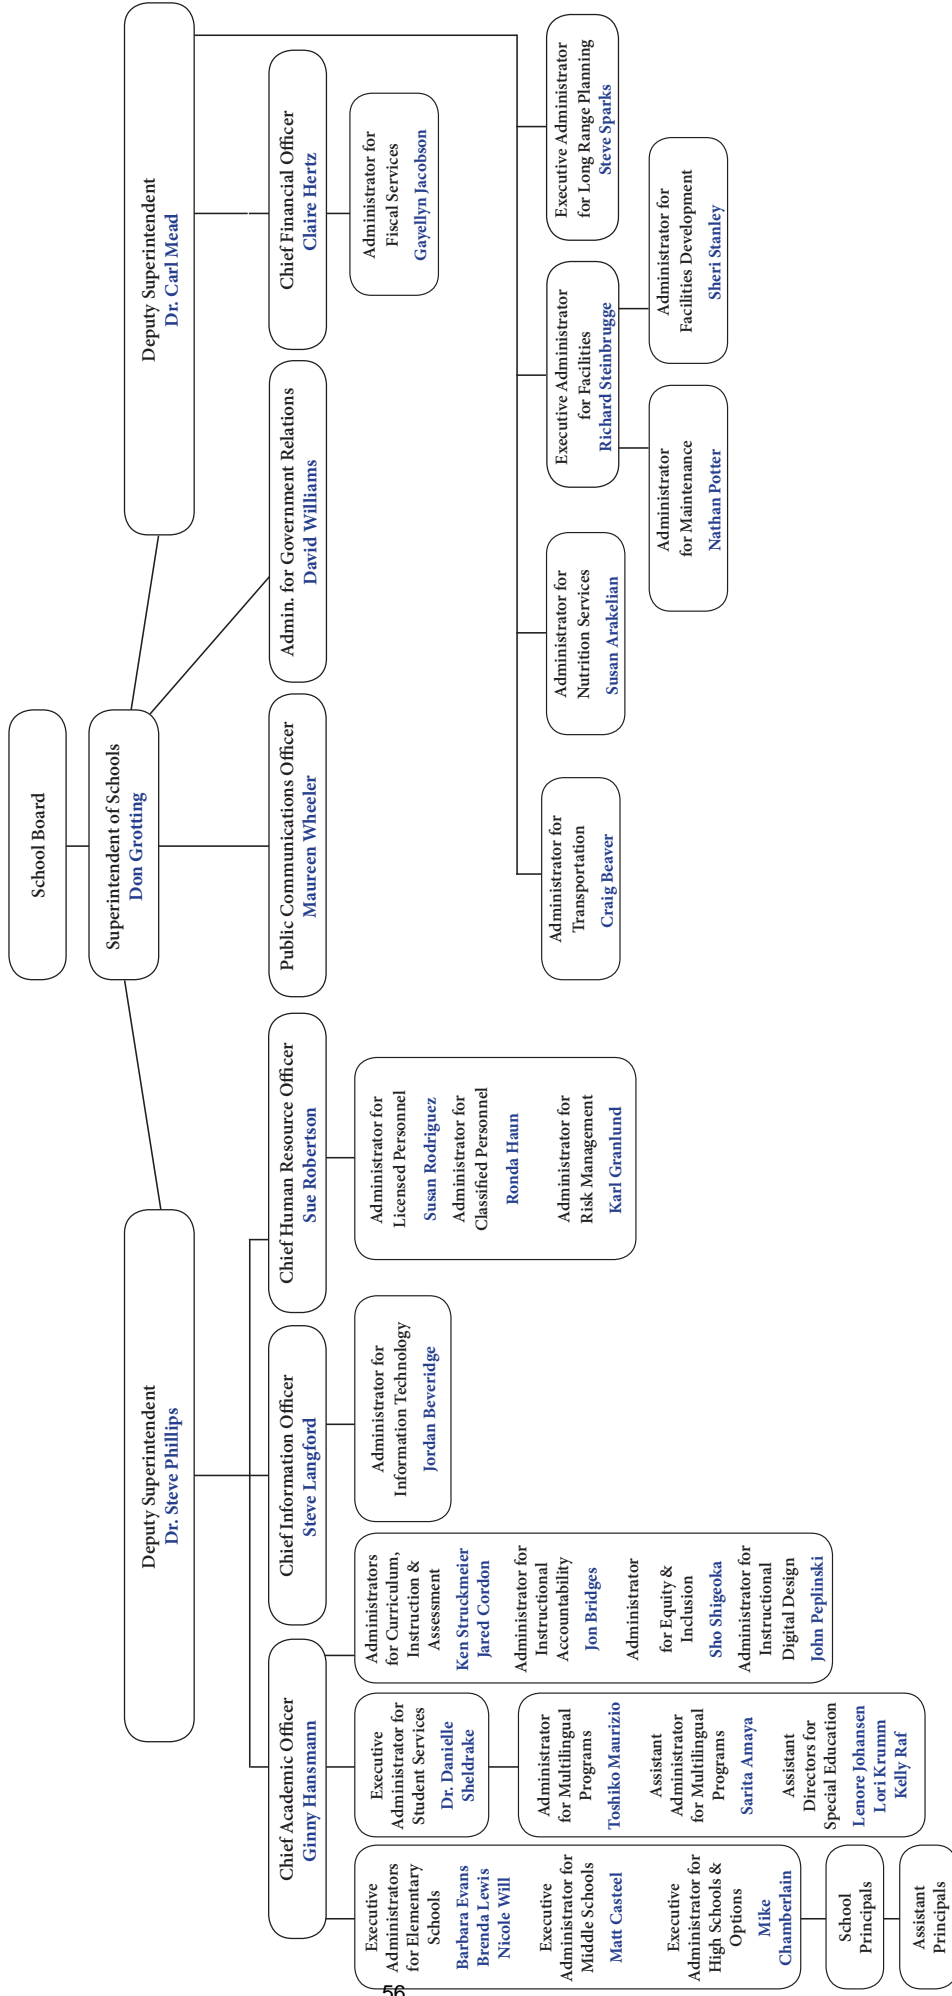 School Board
Superintendent of Schools
Don Grotting
Deputy Superintendent
Dr. Steve Phillips
Deputy Superintendent
Dr. Carl Mead
Chief Academic Officer
Ginny Hansmann
Chief Information Officer
Steve Langford
Chief Human Resource Officer
Sue Robertson
Public Communications Officer
Maureen Wheeler
Admin. for Government Relations
David Williams
Chief Financial Officer
Claire Hertz
Executive
Administrators
for Elementary
Schools
Barbara Evans
Brenda Lewis
Nicole Will
Executive
Administrator for
Middle Schools
Matt Casteel
Executive
Administrator for
High Schools &
Options
Mike
Chamberlain
School
Principals
Assistant
Principals
Executive
Administrator for
Student Services
Dr. Danielle
Sheldrake
Administrator
for Multilingual
Programs
Toshiko Maurizio
Assistant
Administrator
for Multilingual
Programs
Sarita Amaya
Assistant
Directors for
Special Education
Lenore Johansen
Lori Krumm
Kelly Raf
Administrators
for Curriculum,
Instruction &
Assessment
Ken Struckmeier
Jared Cordon
Administrator for
Instructional
Accountability
Jon Bridges
Administrator
for Equity &
Inclusion
Sho Shigeoka
Administrator for
Instructional
Digital Design
John Peplinski
Administrator for
Information Technology
Jordan Beveridge
Administrator for
Licensed Personnel
Susan Rodriguez
Administrator for
Classified Personnel
Ronda Haun
Administrator for
Risk Management
Karl Granlund
Administrator for
Fiscal Services
Gayellyn Jacobson
Administrator for
Transportation
Craig Beaver
Administrator for
Nutrition Services
Susan Arakelian
Executive Administrator
for Facilities
Richard Steinbrugge
Executive Administrator
for Long Range Planning
Steve Sparks
Administrator
for Maintenance
Nathan Potter
Administrator for
Facilities Development
Sheri Stanley
56